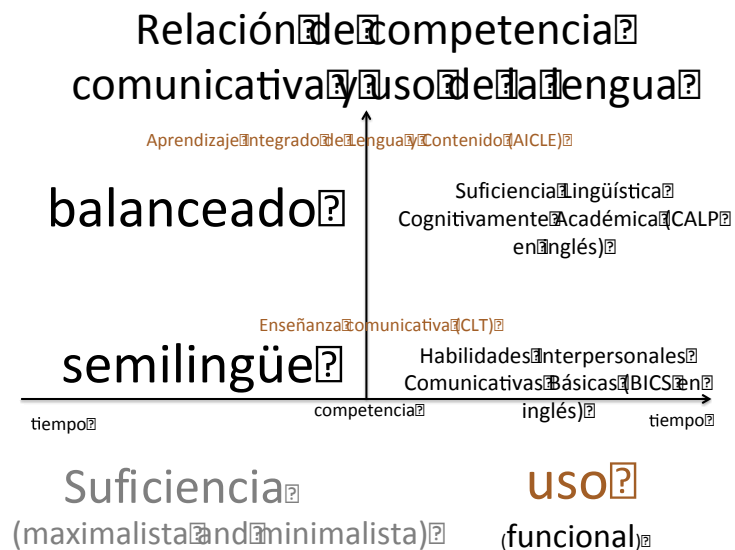 Relación de competencia
comunicativa y uso de la lengua
Aprendizaje Integrado de Lengua y Contenido (AICLE)
balanceado
Suficiencia Lingüística
Cognitivamente Académica (CALP
en inglés)
Enseñanza comunicativa (CLT)
semilingüe
Habilidades Interpersonales
Comunicativas Básicas (BICS en
inglés)
tiempo
competencia
tiempo
Suficiencia
(maximalista and minimalista)
uso
(funcional)